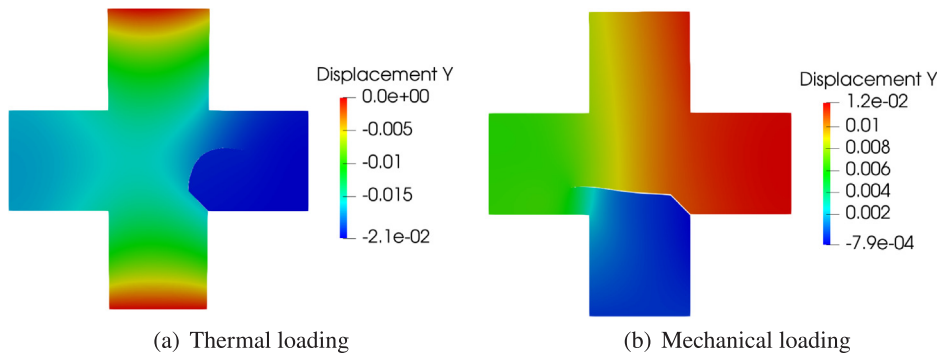 Displacement Y
0.0e+00
-0.005
-0.01
-0.015
-2.1e-02
Displacement Y
1.2e-02
0.01
0.008
0.006
0.004
0.002
-7.9e-04
(a) Thermal loading
(b) Mechanical loading